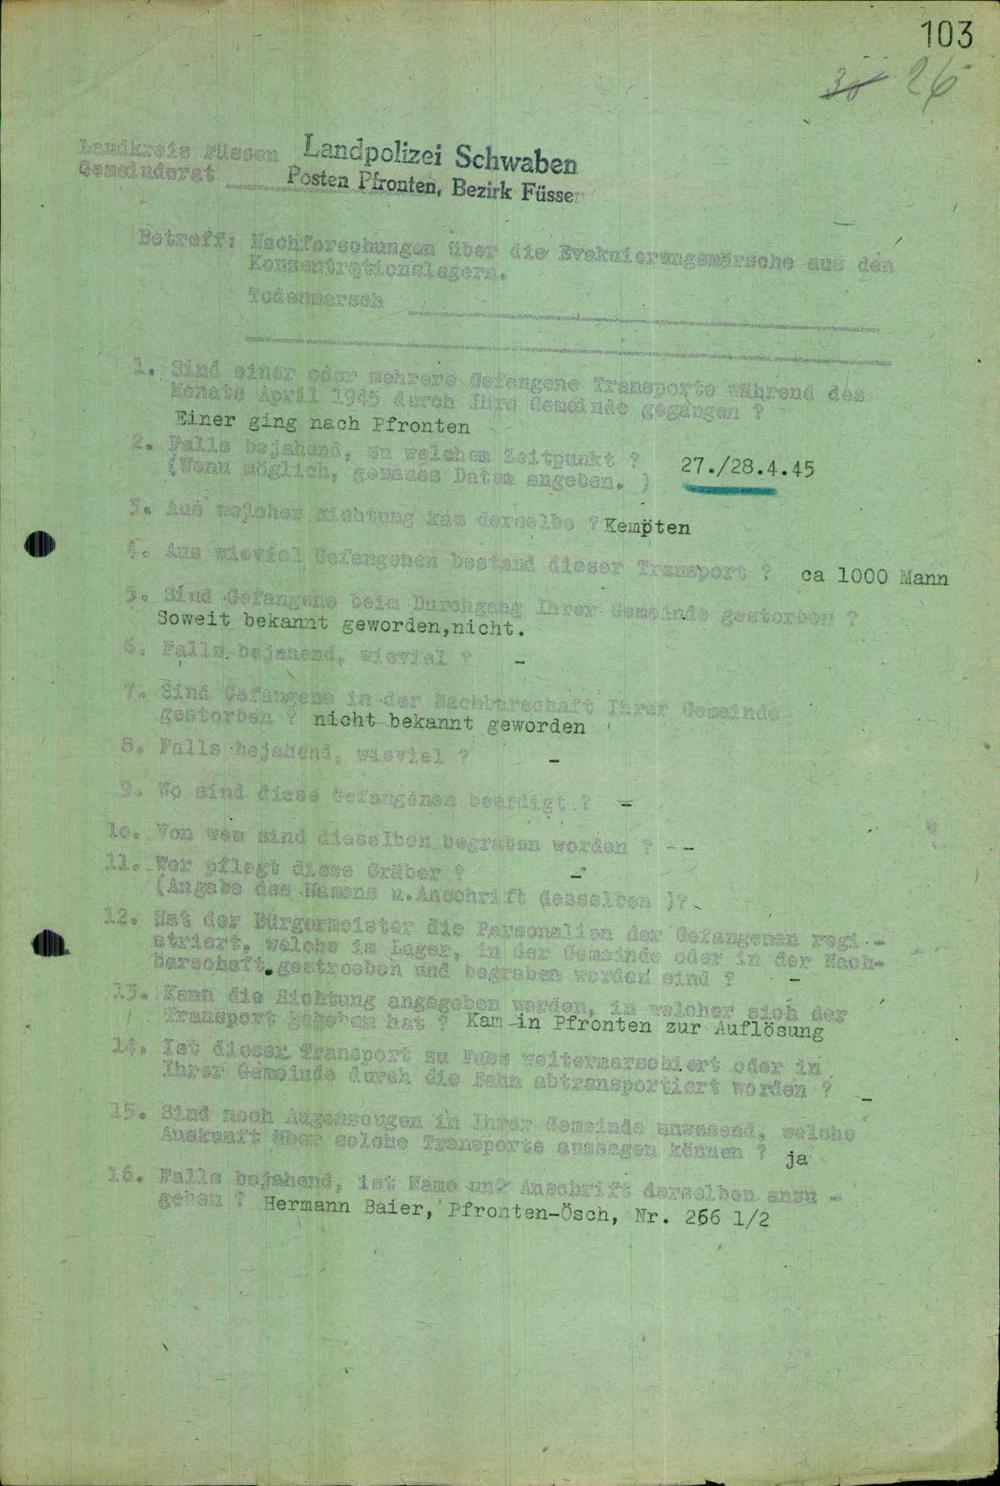 103
30 26
Landkreis Füssen Landpolizei Schwaben
Gemeinderat Posten Pfronten, Bezirk Füssen
Betreff: Nachforschungen über die Evakuierungsmärsche aus den
Konzentrationslagern.
Todesmarsch
1. Sind einer oder mehrere Gefangene Transporte während des
Monats April 1945 durch Ihre Gemeinde gegangen ?
Einer ging nach Pfronten
2. Falls bejahend, zu welchem Zeitpunkt ? 27./28.4.45
(Wenn möglich, genaues Datum angeben. )
3. Aus welcher Richtung kam derselbe ? Kempten
4. Aus wieviel Gefangenen bestand dieser Transport ? ca 1000 Mann
5. Sind Gefangene beim Durchgang Ihrer Gemeinde gestorben ?
Soweit bekannt geworden,nicht.
6. Falls bejahend, wieviel ? -
7. Sind Gefangene in der Nachbarschaft Ihrer Gemeinde
gestorben ? nicht bekannt geworden
8. Falls bejahend, wieviel ? -
9. Wo sind diese Gefangenen beerdigt ? -
10. Von wem sind dieselben begraben worden ? --
11. Wer pflegt diese Gräber ? -
(Angabe des Namens u.Anschrift desselben )?-
12. Hat der Bürgermeister die Personalien der Gefangenen regi -
striert, welche im Lager, in der Gemeinde oder in der Nach-
barschaft gestroeben und begraben worden sind ? -
13. Kann die Richtung angegeben werden, in welcher sich der
Transport gegeben hat ? Kam in Pfronten zur Auflösung
14. Ist dieser Transport zu Fuss weitermarschiert oder in
Ihrer Gemeinde durch die Bahn abtransportiert worden ? -
15. Sind noch Augenzeugen in Ihrer Gemeinde anwesend, welche
Auskunft über solche Transporte aussagen können ? ja
16. Falls bejahend, ist Name und Anschrift derselben anzu -
geben ? Hermann Baier, Pfronten-Ösch, Nr. 266 1/2